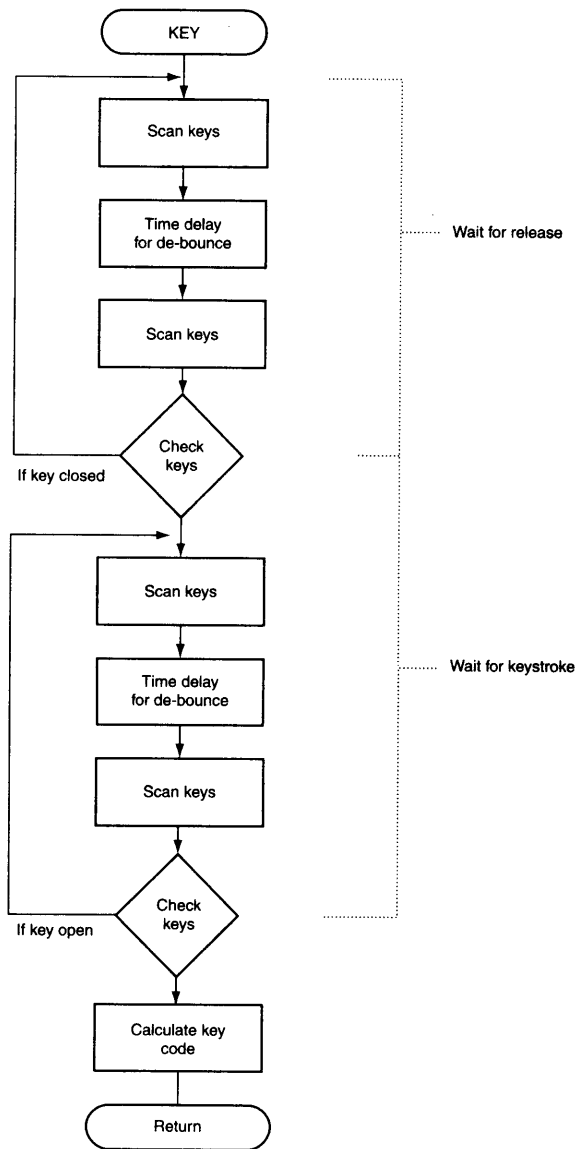 KEY
Scan keys
Time delay
for de-bounce
Wait for release
Scan keys
Check
keys
If key closed
Scan keys
Time delay
for de-bounce
Wait for keystroke
Scan keys
Check
keys
If key open
Calculate key
code
Return